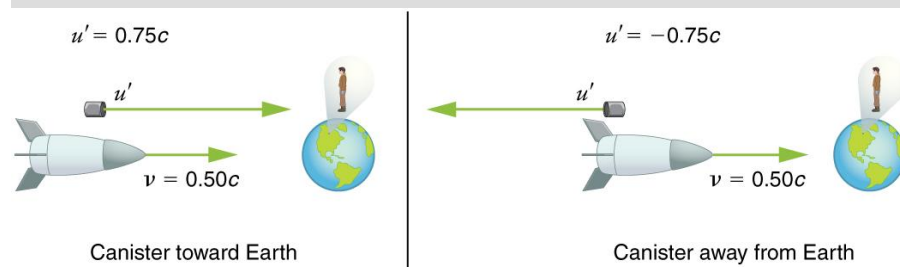 u′ = 0.75c
u′
v = 0.50c
Canister toward Earth
u′ = −0.75c
u′
v = 0.50c
Canister away from Earth